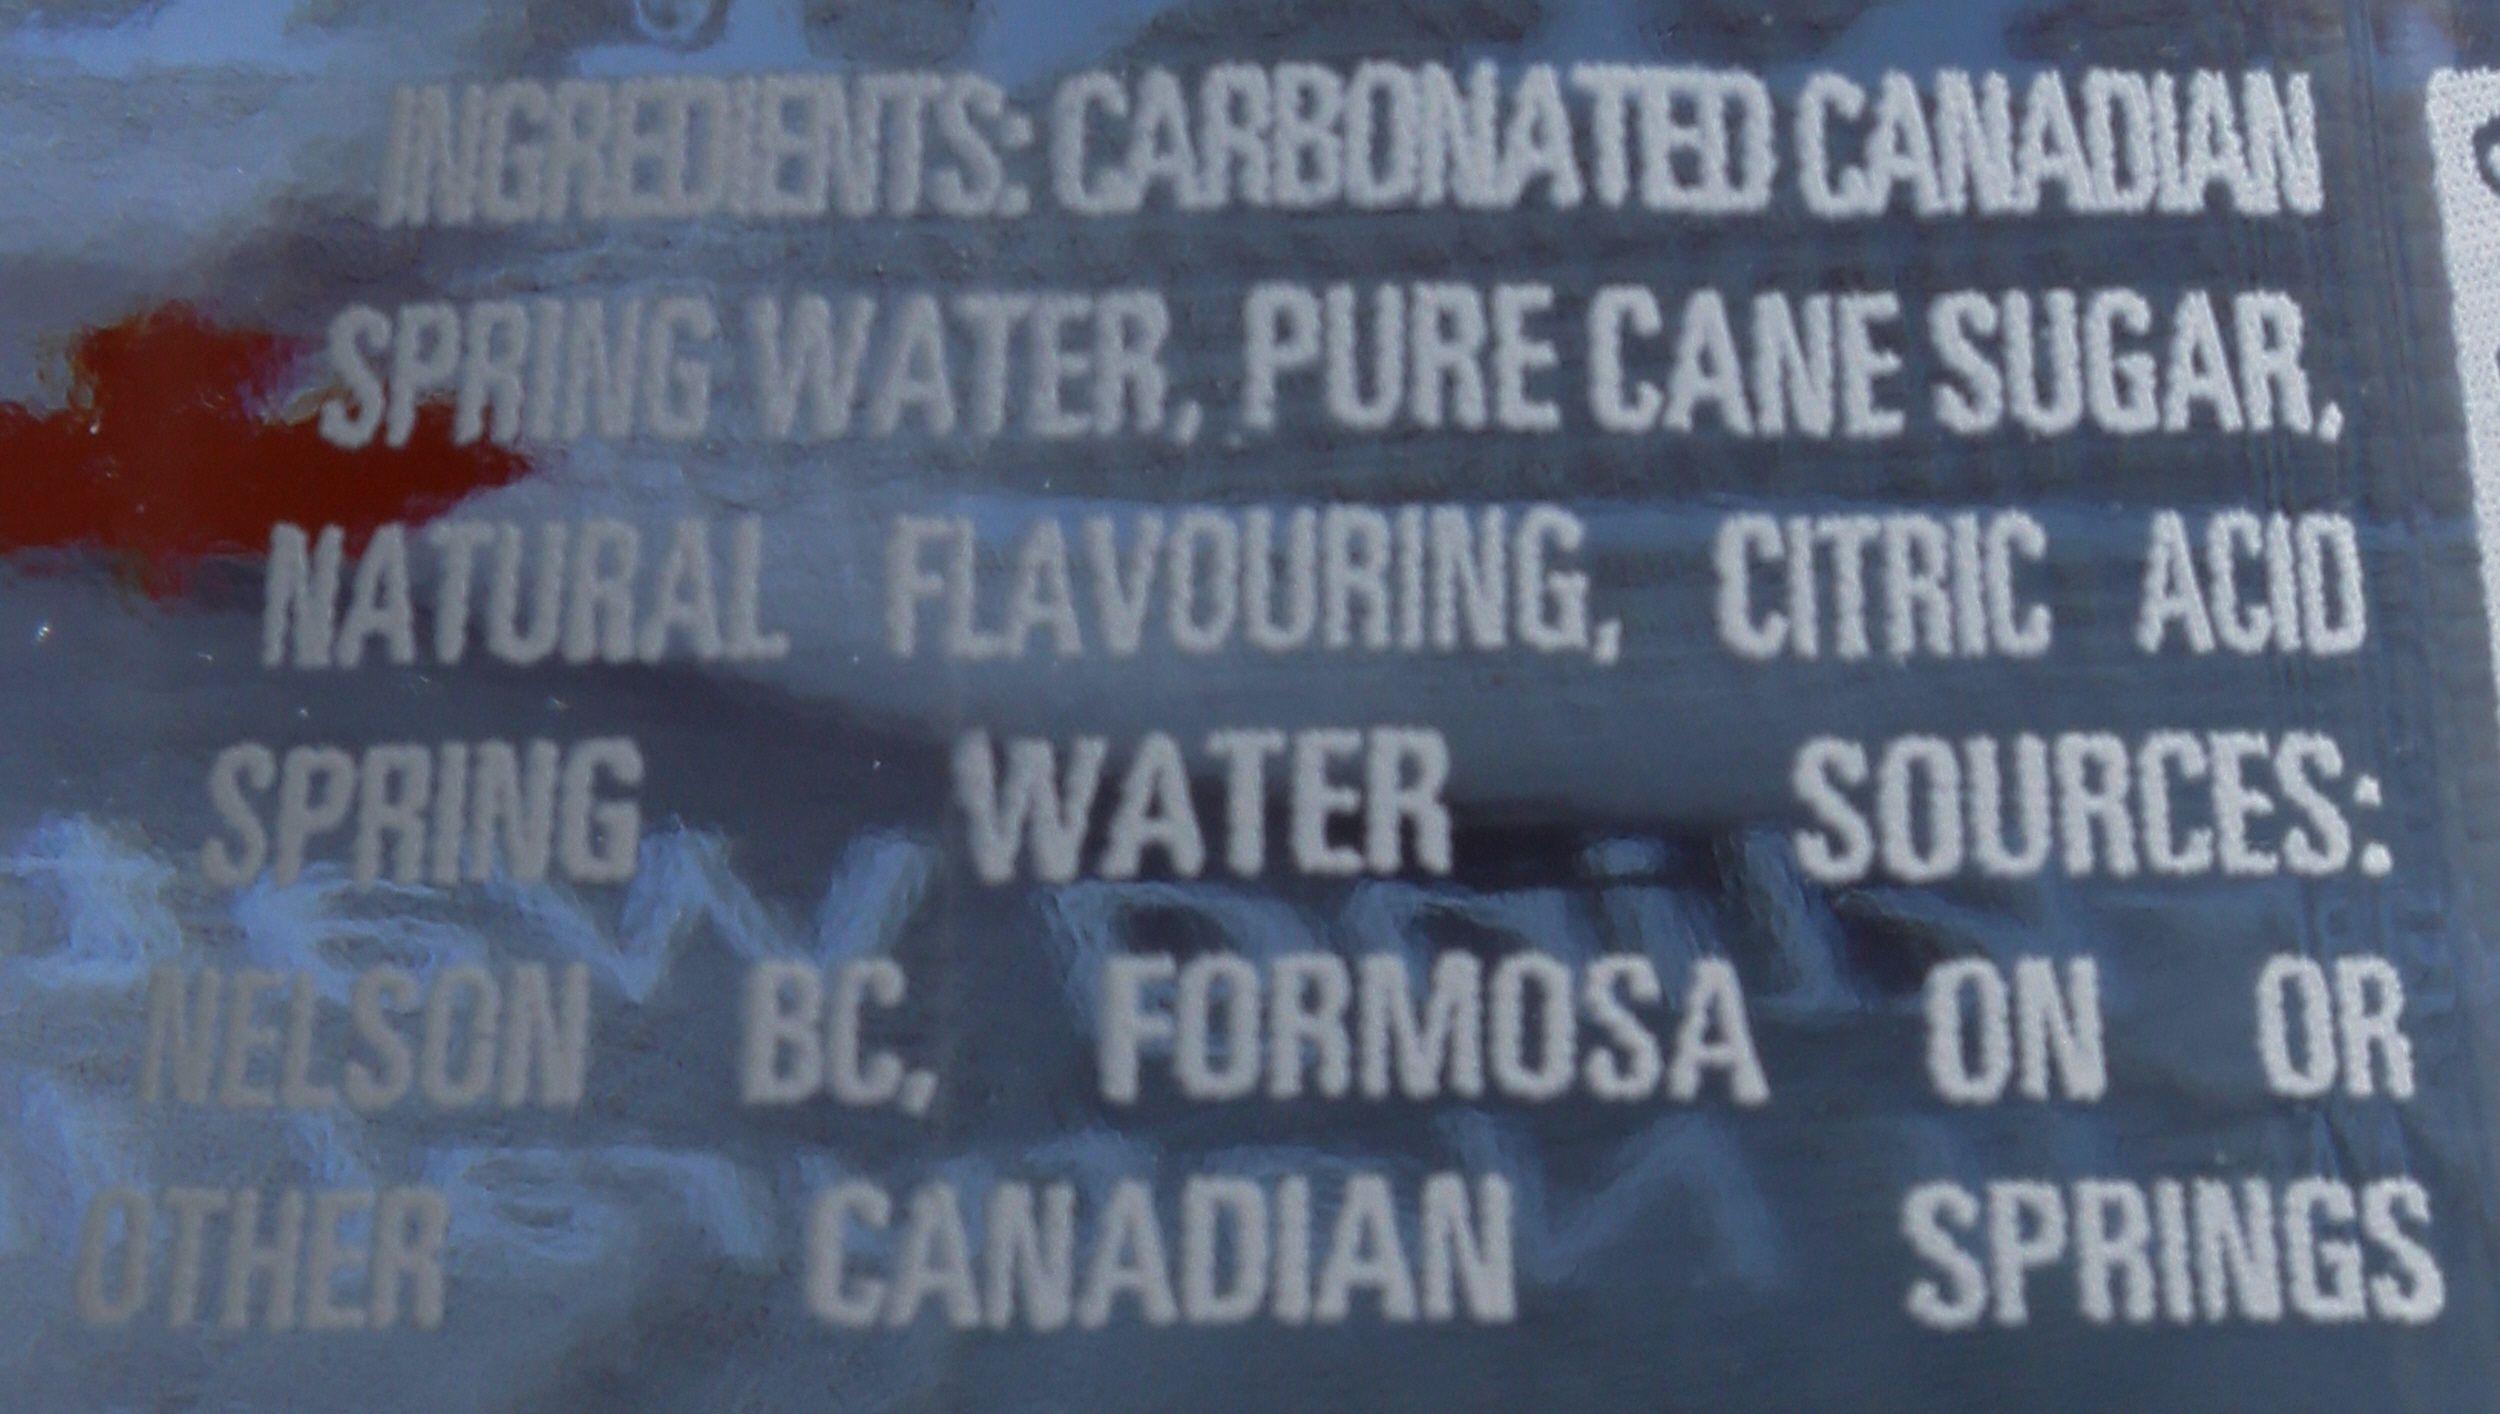 INGREDIENTS: CARBONATED CANADIAN
SPRING WATER, PURE CANE SUGAR,
NATURAL FLAVOURING, CITRIC ACID
SPRING WATER SOURCES:
NELSON BC, FORMOSA ON OR
OTHER CANADIAN SPRINGS